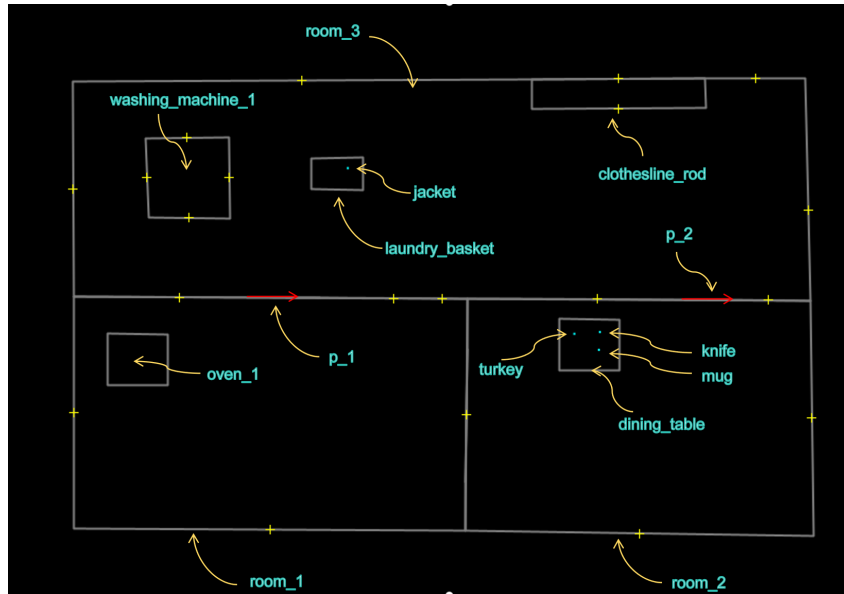 room_3
washing_machine_1
clothesline_rod
jacket
laundry_basket
p_2
p_1
oven_1
turkey
knife
mug
dining_table
room_1
room_2